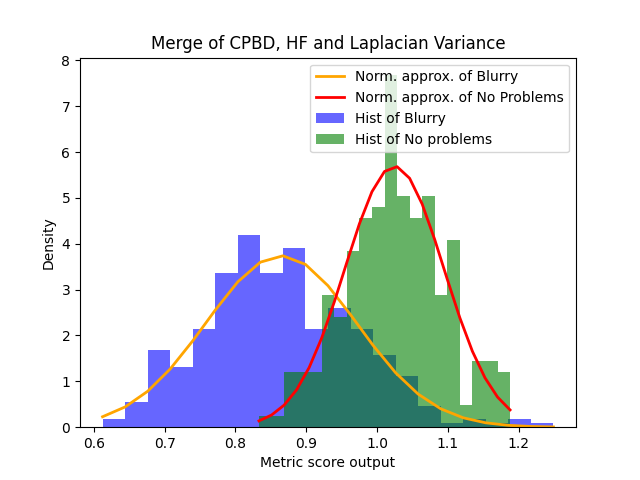 Merge of CPBD, HF and Laplacian Variance
Norm. approx. of Blurry
Norm. approx. of No Problems
Hist of Blurry
Hist of No problems
Density
8
7
6
5
4
3
2
1
0
0.6 0.7 0.8 0.9 1.0 1.1 1.2
Metric score output